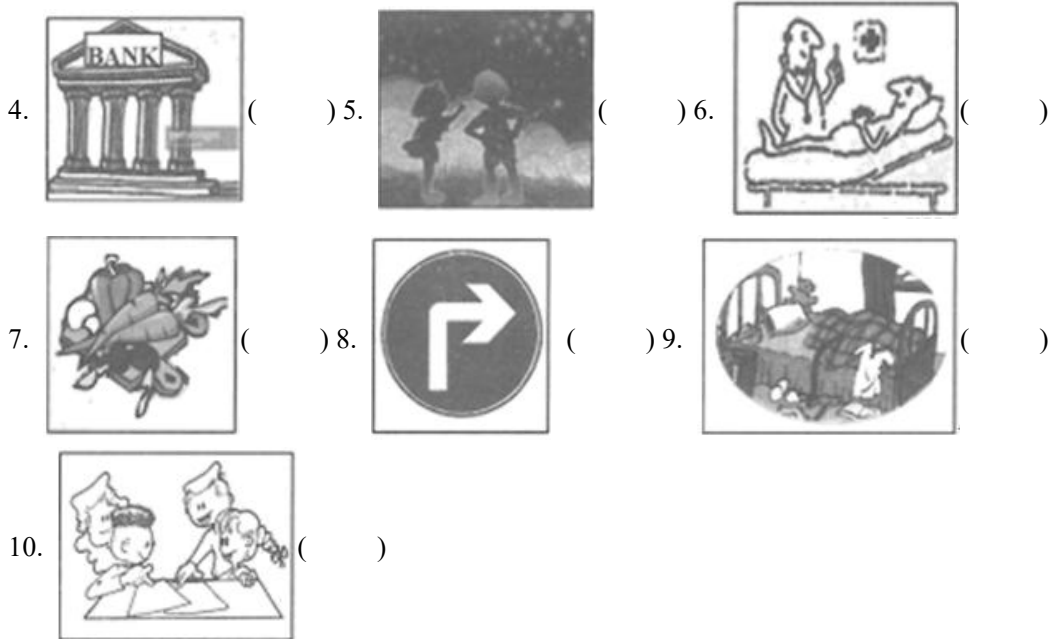 BANK
4. ( ) 5. ( ) 6. ( )
7. ( ) 8. ( ) 9. ( )
10. ( )